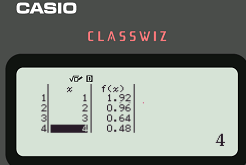 CASIO
CLASSWIZ
√▱ D
x f(x)
1 1 1.92
2 2 0.96
3 3 0.64
4 4 0.48
4